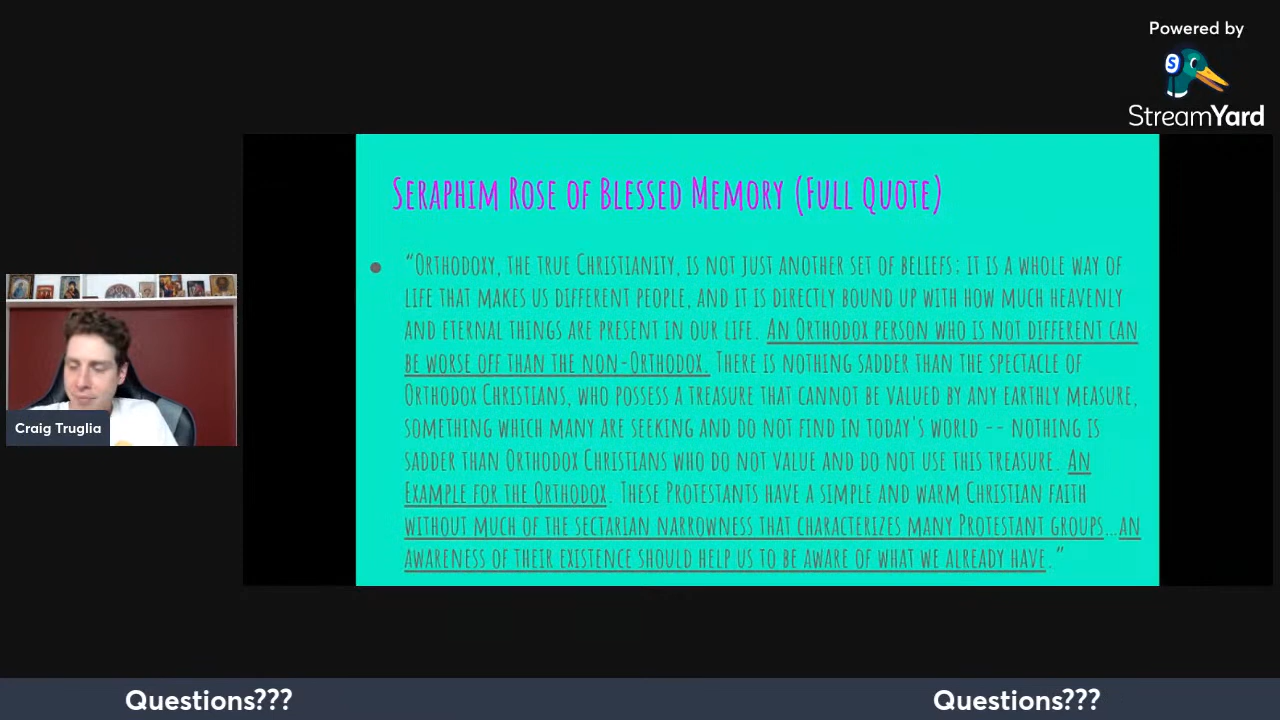 Powered by
StreamYard
Seraphim Rose of Blessed Memory (Full Quote)
● "Orthodoxy, the true Christianity, is not just another set of beliefs; it is a whole way of
life that makes us different people, and it is directly bound up with how much heavenly
and eternal things are present in our life. An Orthodox person who is not different can
be worse off than the non-Orthodox. There is nothing sadder than the spectacle of
Orthodox Christians, who possess a treasure that cannot be valued by any earthly measure,
something which many are seeking and do not find in today's world -- nothing is
sadder than Orthodox Christians who do not value and do not use this treasure. An
Example for the Orthodox. These Protestants have a simple and warm Christian faith
without much of the sectarian narrowness that characterizes many Protestant groups...an
awareness of their existence should help us to be aware of what we already have."
Craig Truglia
Questions???
Questions???